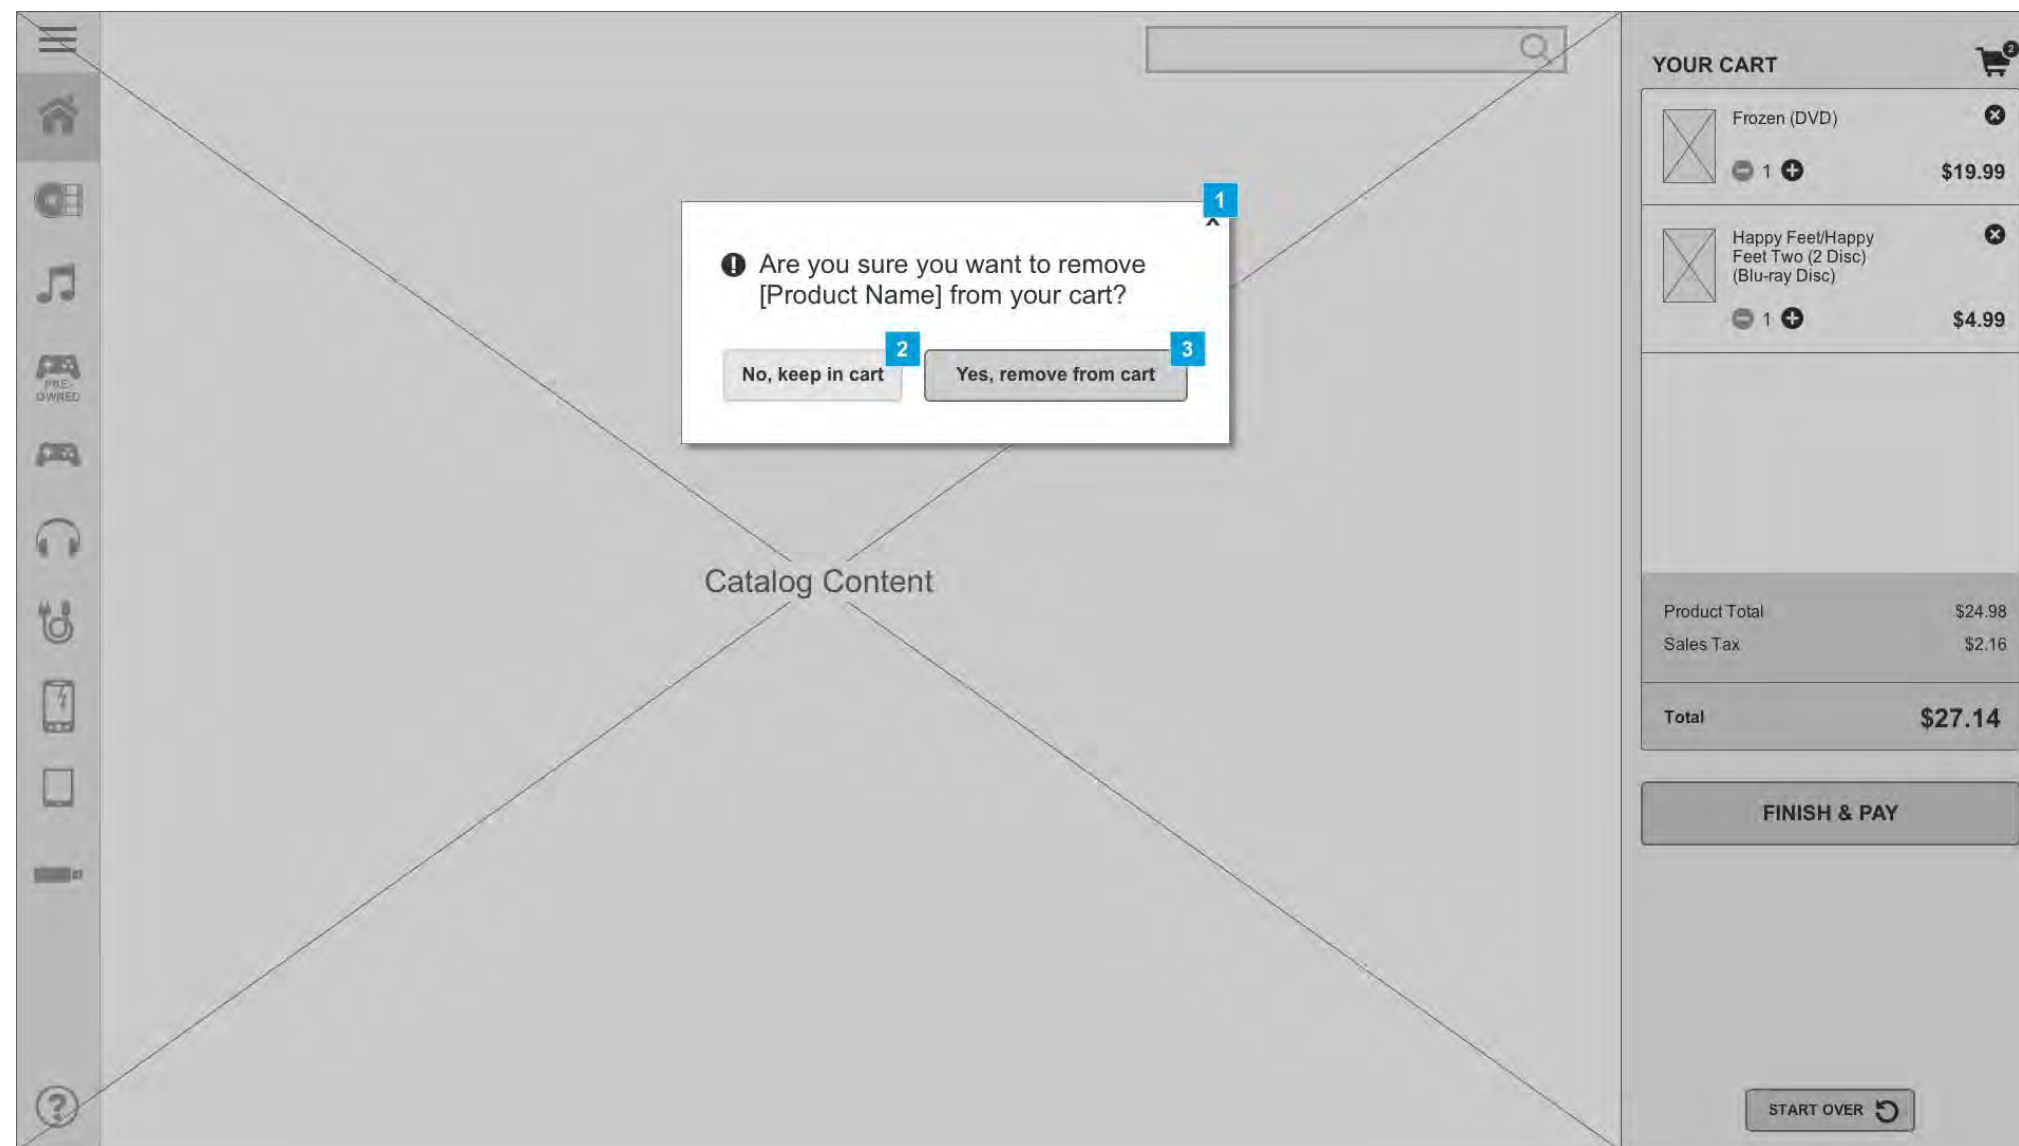 YOUR CART
2
Frozen (DVD)
1
$19.99
Happy Feet/Happy
Feet Two (2 Disc)
(Blu-ray Disc)
1
$4.99
1
Are you sure you want to remove
[Product Name] from your cart?
2
3
No, keep in cart
Yes, remove from cart
PRE-
OWNED
Catalog Content
Product Total
$24.98
Sales Tax
$2.16
Total
$27.14
FINISH & PAY
?
START OVER